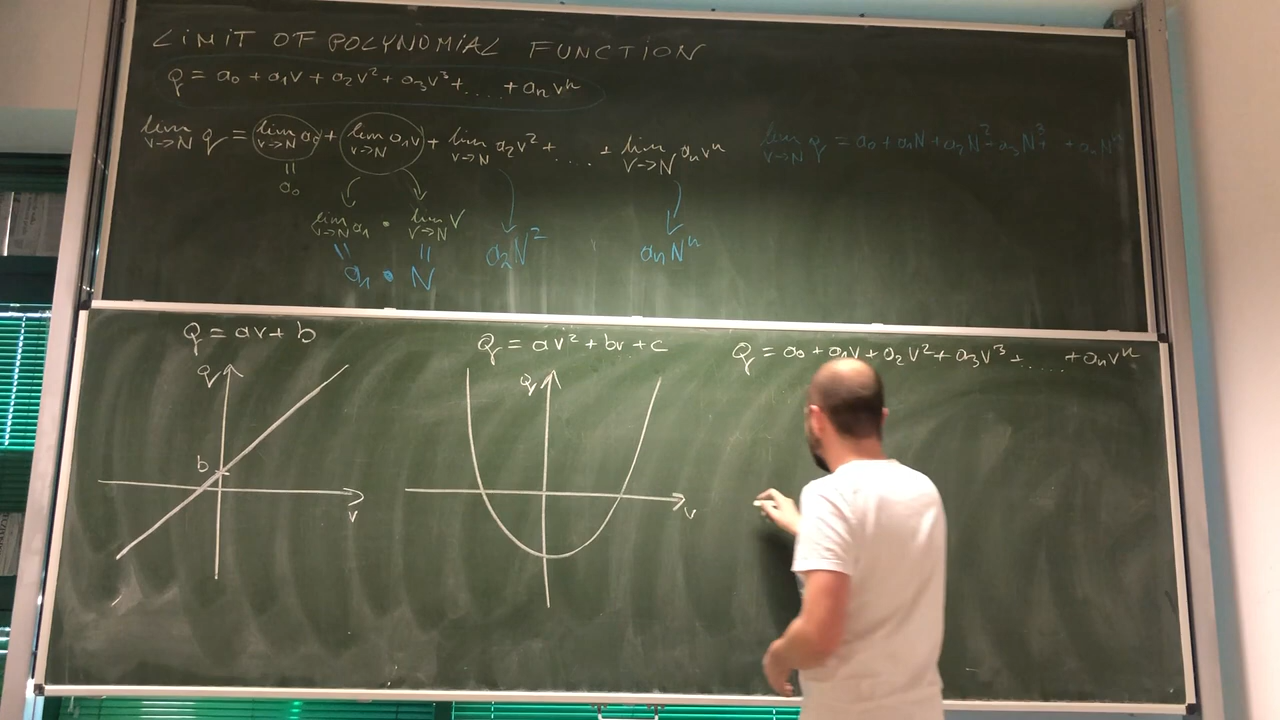 LIMIT OF POLYNOMIAL FUNCTION
Q = a₀ + a₁v + a₂v² + a₃v³ + ..... + aₙvⁿ
lim v→N q = lim v→N a₀ + lim v→N a₁v + lim v→N a₂v² + ..... + lim v→N aₙvⁿ
lim v→N q = a₀ + a₁N + a₂N² + a₃N³ + + aₙNⁿ
=
a₀
lim v→N a₁ • lim v→N v
= =
a₁ • N
a₂N²
aₙNⁿ
Q = av + b
Q
b
v
Q = av² + bv + c
Q
v
Q = a₀ + a₁v + a₂v² + a₃v³ + ..... + aₙvⁿ